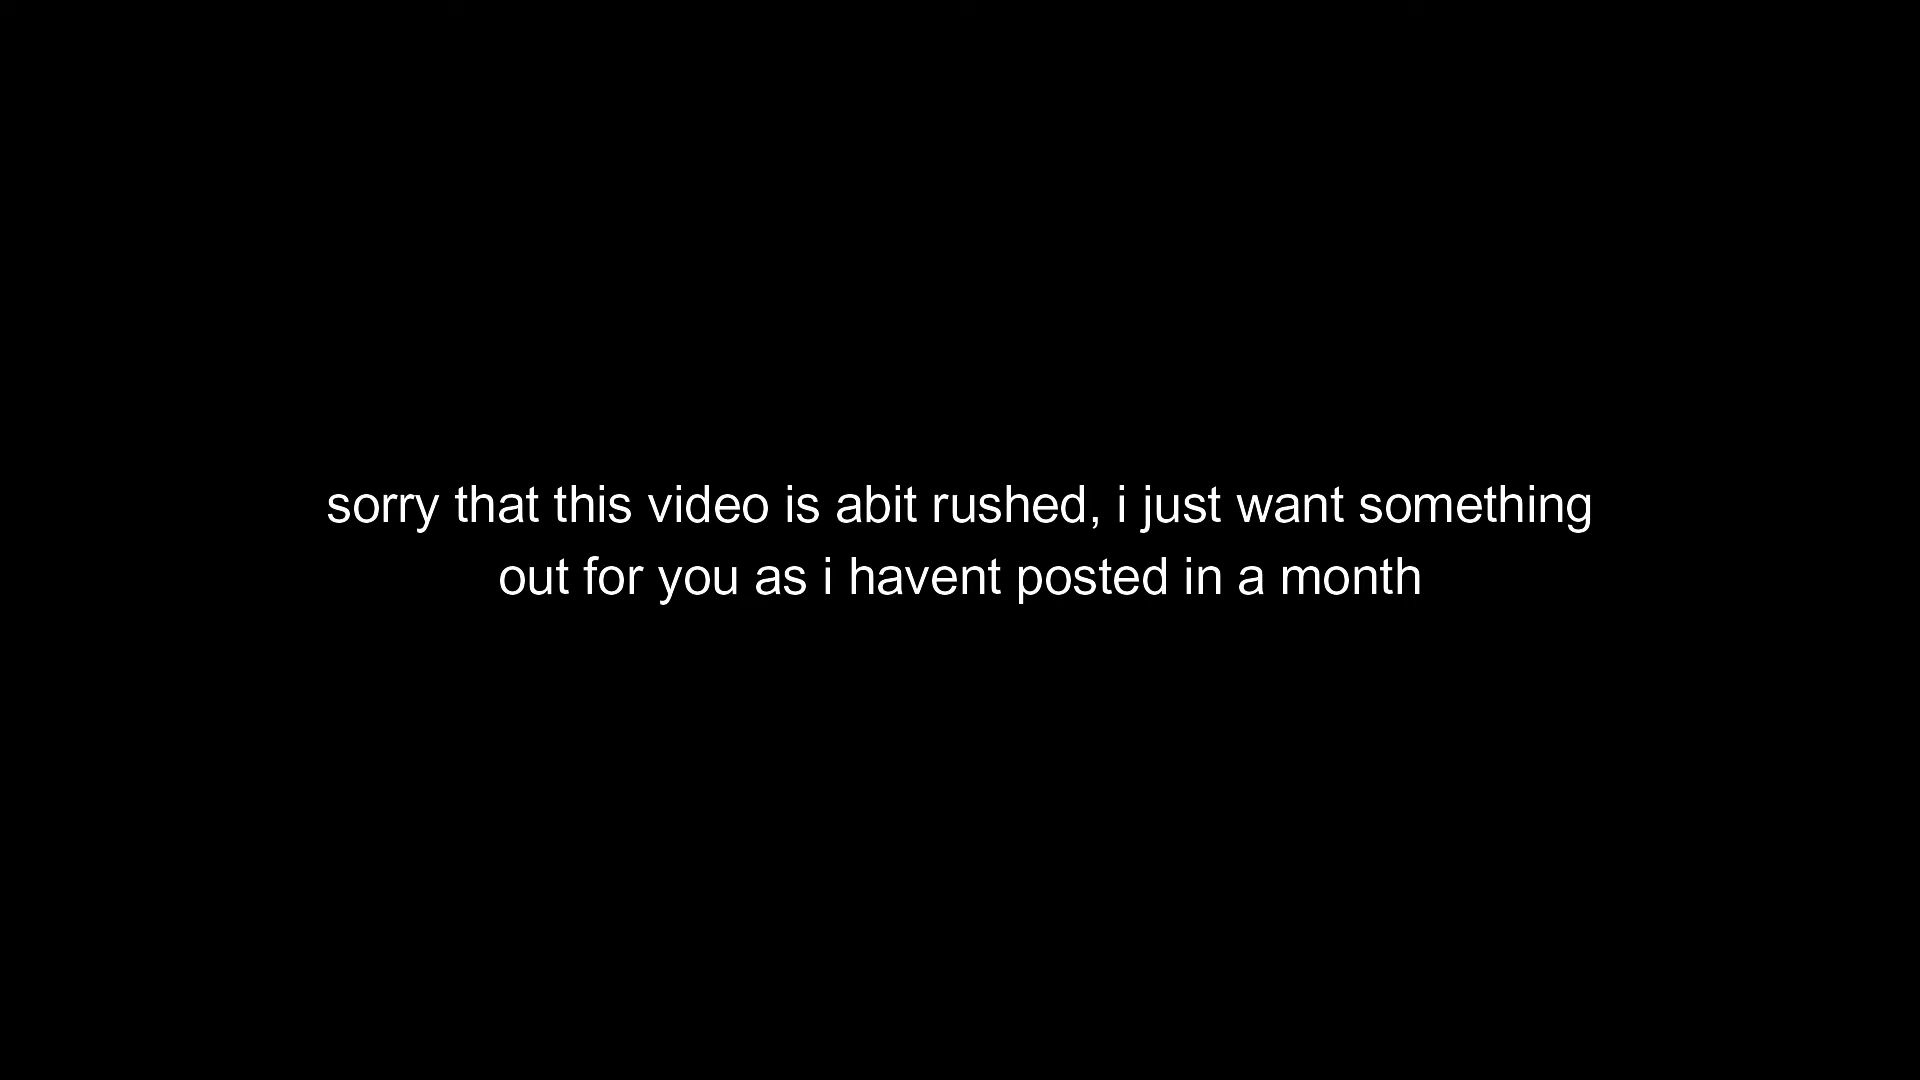 sorry that this video is abit rushed, i just want something
out for you as i havent posted in a month